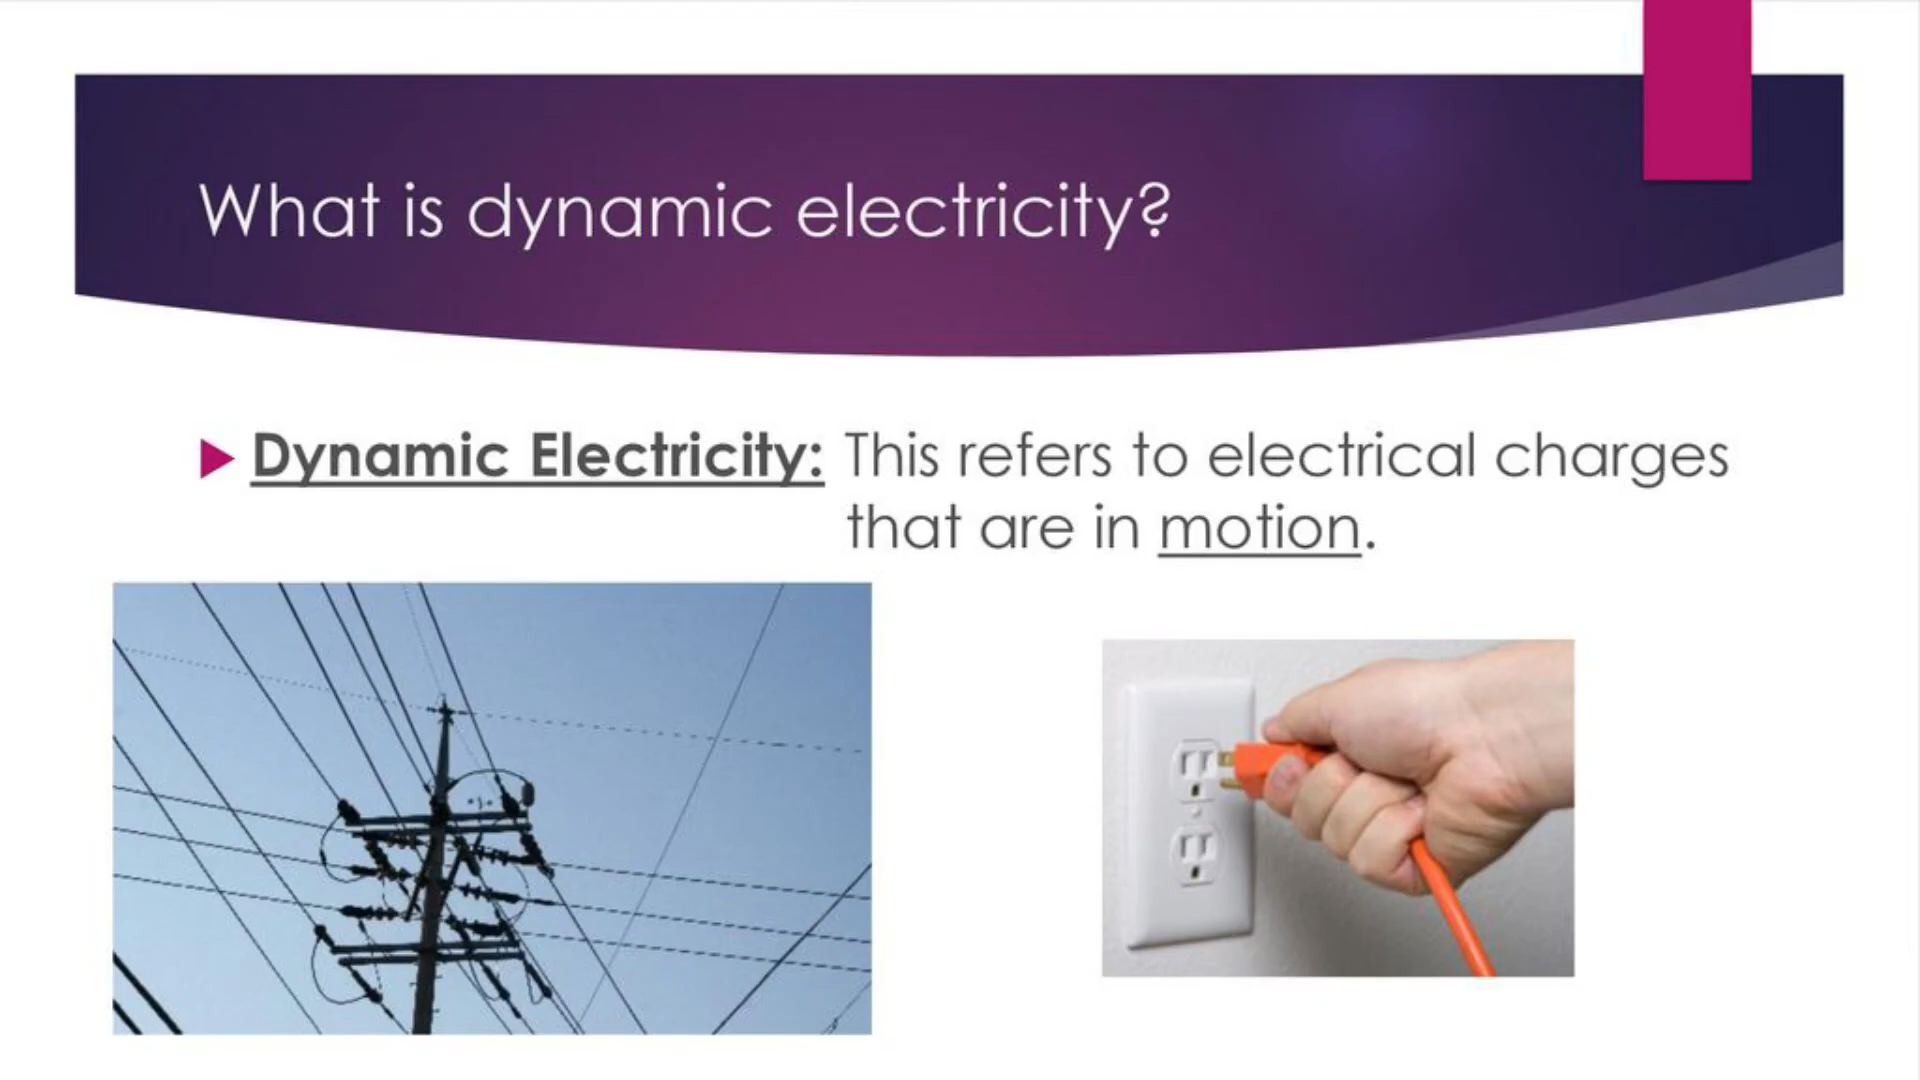 What is dynamic electricity?
Dynamic Electricity: This refers to electrical charges
that are in motion.